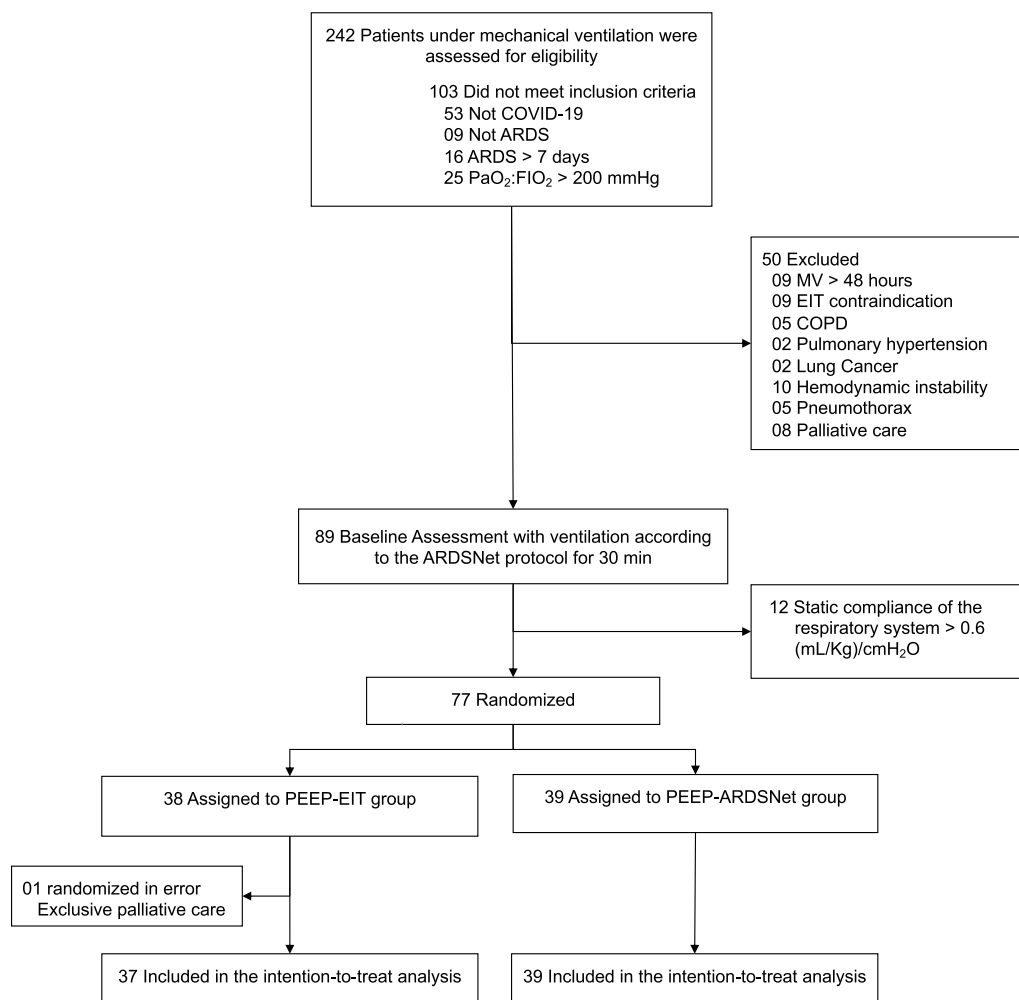 242 Patients under mechanical ventilation were
assessed for eligibility
103 Did not meet inclusion criteria
53 Not COVID-19
09 Not ARDS
16 ARDS > 7 days
25 PaO₂:FIO₂ > 200 mmHg
50 Excluded
09 MV > 48 hours
09 EIT contraindication
05 COPD
02 Pulmonary hypertension
02 Lung Cancer
10 Hemodynamic instability
05 Pneumothorax
08 Palliative care
89 Baseline Assessment with ventilation according
to the ARDSNet protocol for 30 min
12 Static compliance of the
respiratory system > 0.6
(mL/Kg)/cmH₂O
77 Randomized
38 Assigned to PEEP-EIT group
39 Assigned to PEEP-ARDSNet group
01 randomized in error
Exclusive palliative care
37 Included in the intention-to-treat analysis
39 Included in the intention-to-treat analysis